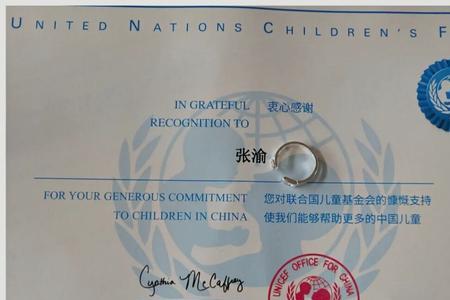 UNITED NATIONS CHILDREN'S F
IN GRATEFUL 衷心感谢
RECOGNITION TO
张渝
FOR YOUR GENEROUS COMMITMENT 您对联合国儿童基金会的慷慨支持
TO CHILDREN IN CHINA 使我们能够帮助更多的中国儿童
Cynthia McCaffrey
UNICEF OFFICE FOR CHINA